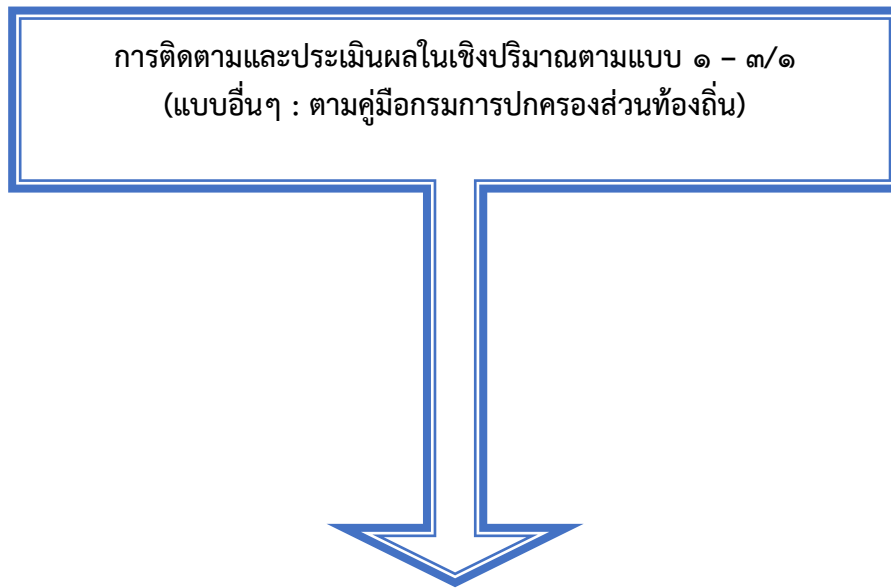 การติดตามและประเมินผลในเชิงปริมาณตามแบบ ๑ – ๓/๑
(แบบอื่นๆ : ตามคู่มือกรมการปกครองส่วนท้องถิ่น)